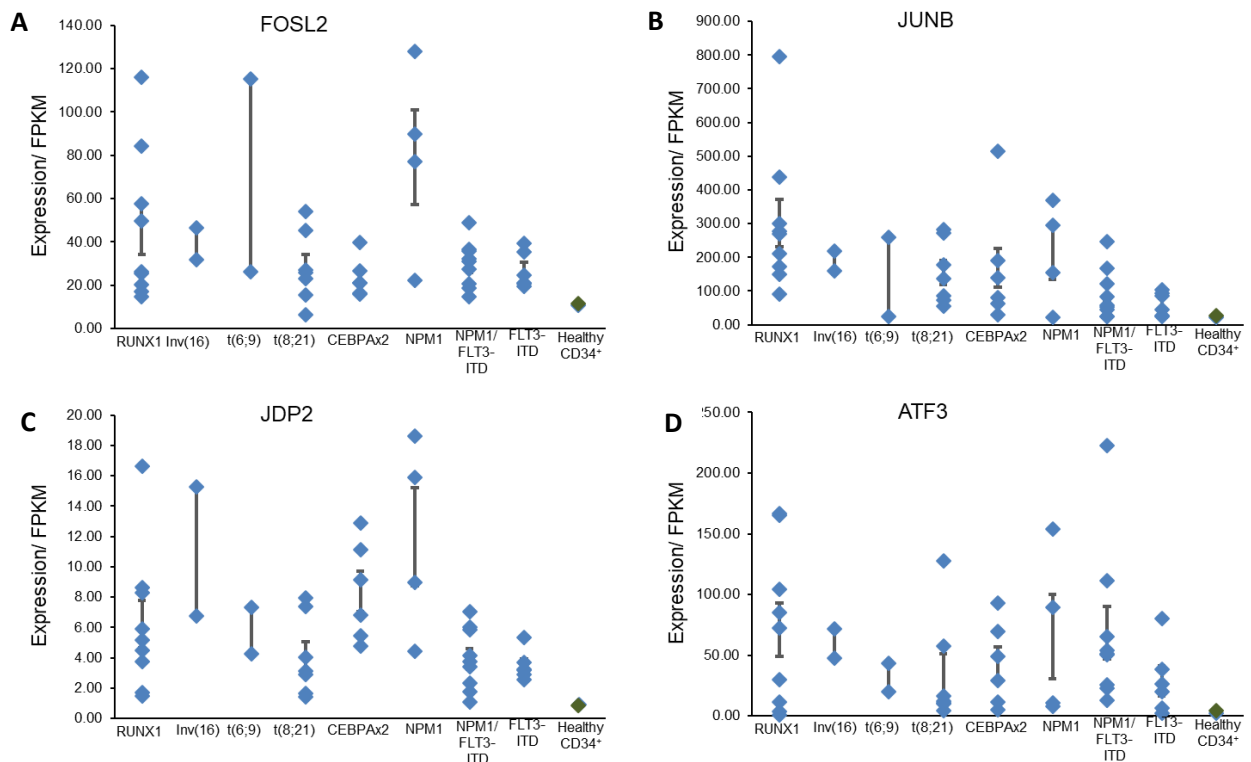 A
FOSL2
Expression/ FPKM
140.00
120.00
100.00
80.00
60.00
40.00
20.00
0.00
RUNX1 Inv(16) t(6;9) t(8;21) CEBPAx2 NPM1 NPM1/ FLT3- Healthy
FLT3- ITD CD34+
ITD
B
JUNB
Expression/ FPKM
900.00
800.00
700.00
600.00
500.00
400.00
300.00
200.00
100.00
0.00
RUNX1 Inv(16) t(6;9) t(8;21) CEBPAx2 NPM1 NPM1/ FLT3- Healthy
FLT3- ITD CD34+
ITD
C
JDP2
Expression/ FPKM
20.00
18.00
16.00
14.00
12.00
10.00
8.00
6.00
4.00
2.00
0.00
RUNX1 Inv(16) t(6;9) t(8;21) CEBPAx2 NPM1 NPM1/ FLT3- Healthy
FLT3- ITD CD34+
ITD
D
ATF3
Expression/ FPKM
250.00
200.00
150.00
100.00
50.00
0.00
RUNX1 Inv(16) t(6;9) t(8;21) CEBPAx2 NPM1 NPM1/ FLT3- Healthy
FLT3- ITD CD34+
ITD